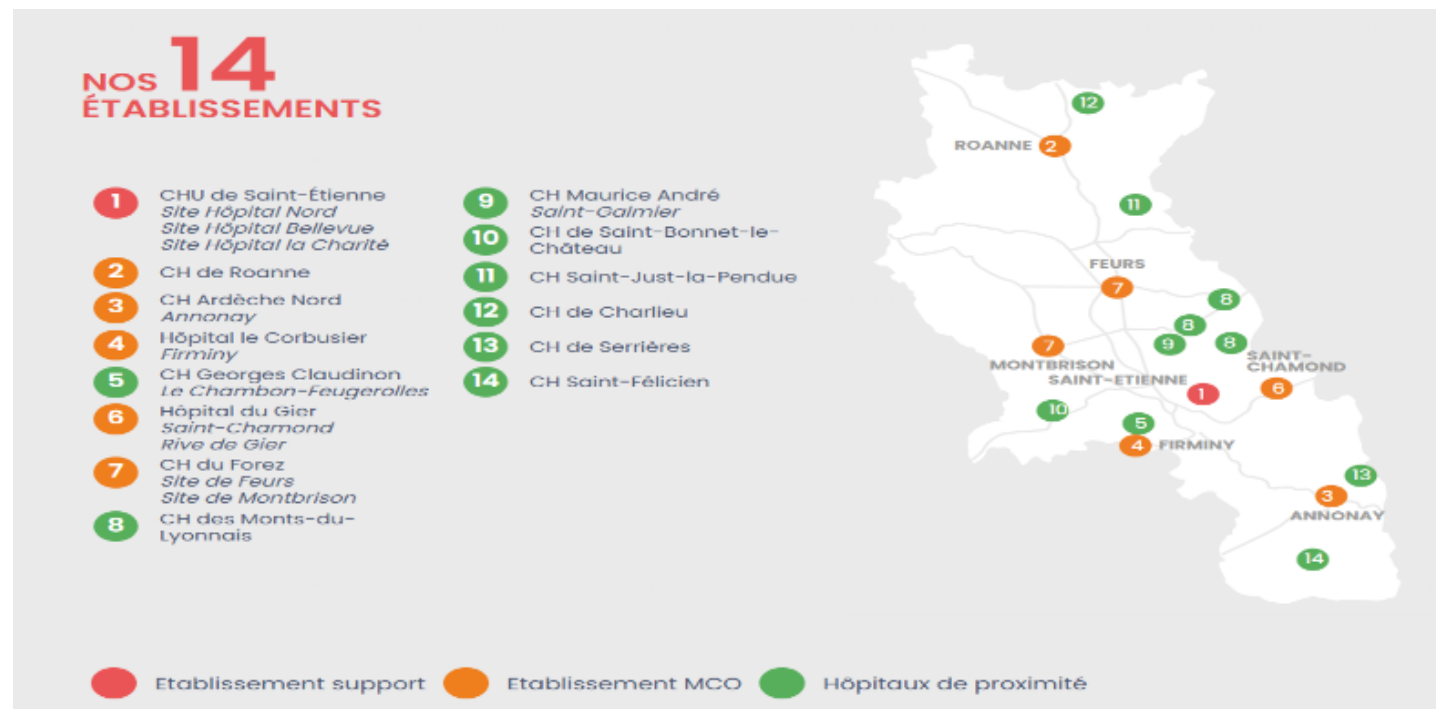 NOS 14
ÉTABLISSEMENTS
1 CHU de Saint-Étienne
Site Hôpital Nord
Site Hôpital Bellevue
Site Hôpital la Charité
2 CH de Roanne
3 CH Ardèche Nord
Annonay
4 Hôpital le Corbusier
Firminy
5 CH Georges Claudinon
Le Chambon-Feugerolles
6 Hôpital du Gier
Saint-Chamond
Rive de Gier
7 CH du Forez
Site de Feurs
Site de Montbrison
8 CH des Monts-du-
Lyonnais
9 CH Maurice André
Saint-Galmier
10 CH de Saint-Bonnet-le-
Château
11 CH Saint-Just-la-Pendue
12 CH de Charlieu
13 CH de Serrières
14 CH Saint-Félicien
12
ROANNE 2
11
FEURS
7
8
8
9
8
7
MONTBRISON
SAINT-
CHAMOND
SAINT-ETIENNE
1
6
10
5
4 FIRMINY
13
3
ANNONAY
14
Etablissement support
Etablissement MCO
Hôpitaux de proximité